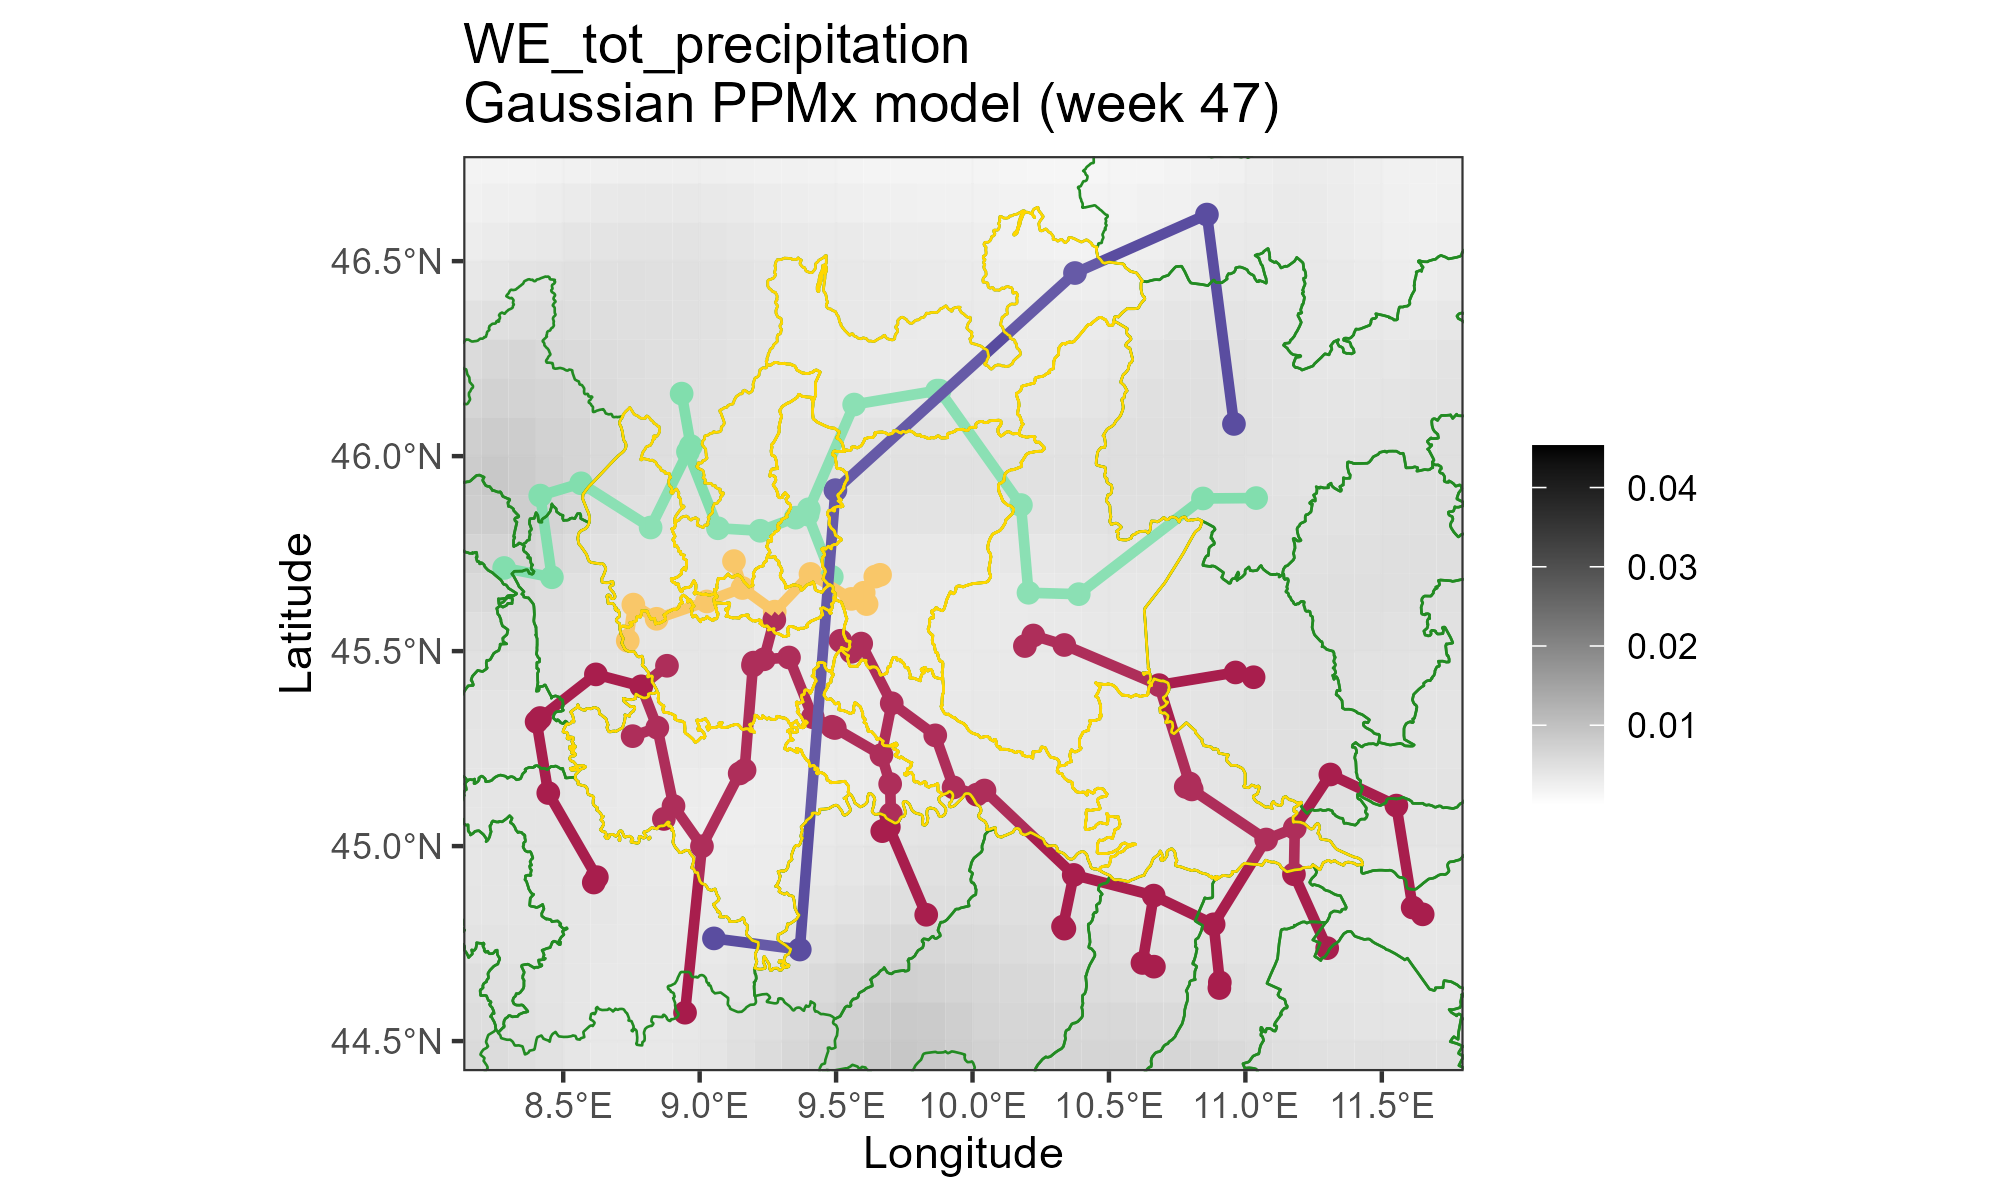 WE_tot_precipitation
Gaussian PPMx model (week 47)
46.5°N
46.0°N
45.5°N
45.0°N
44.5°N
Latitude
8.5°E
9.0°E
9.5°E
10.0°E
10.5°E
11.0°E
11.5°E
Longitude
0.04
0.03
0.02
0.01